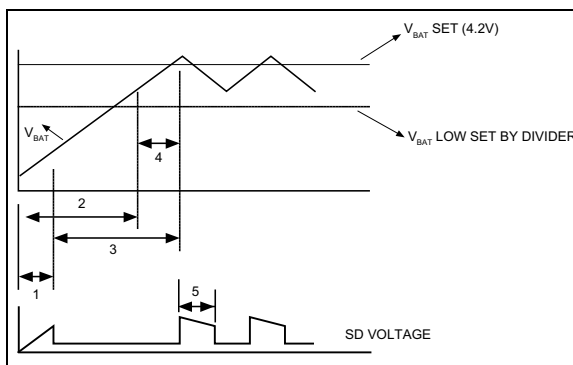 V_BAT SET (4.2V)
V_BAT
V_BAT LOW SET BY DIVIDER
4
2
3
1
5
SD VOLTAGE